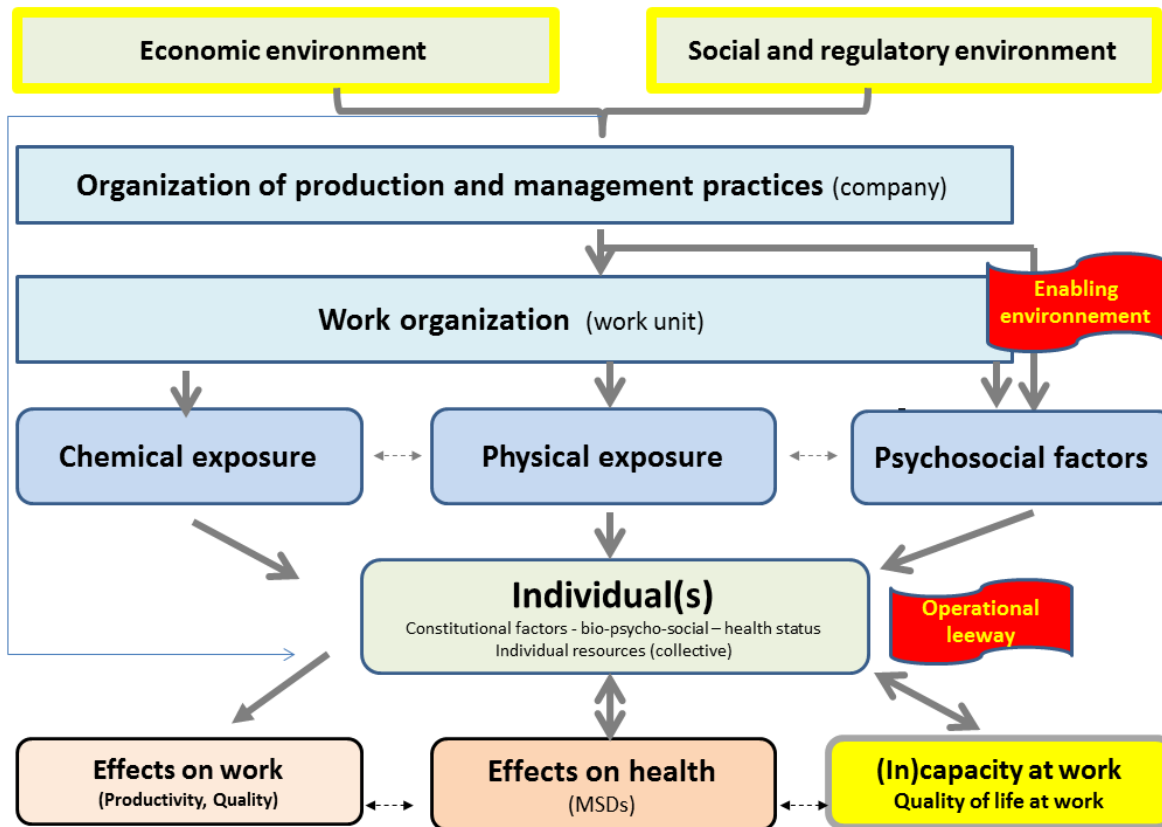 Economic environment
Social and regulatory environment
Organization of production and management practices (company)
Enabling
environnement
Work organization (work unit)
Chemical exposure
Physical exposure
Psychosocial factors
Individual(s)
Constitutional factors - bio-psycho-social – health status
Individual resources (collective)
Operational
leeway
Effects on work
(Productivity, Quality)
Effects on health
(MSDs)
(In)capacity at work
Quality of life at work